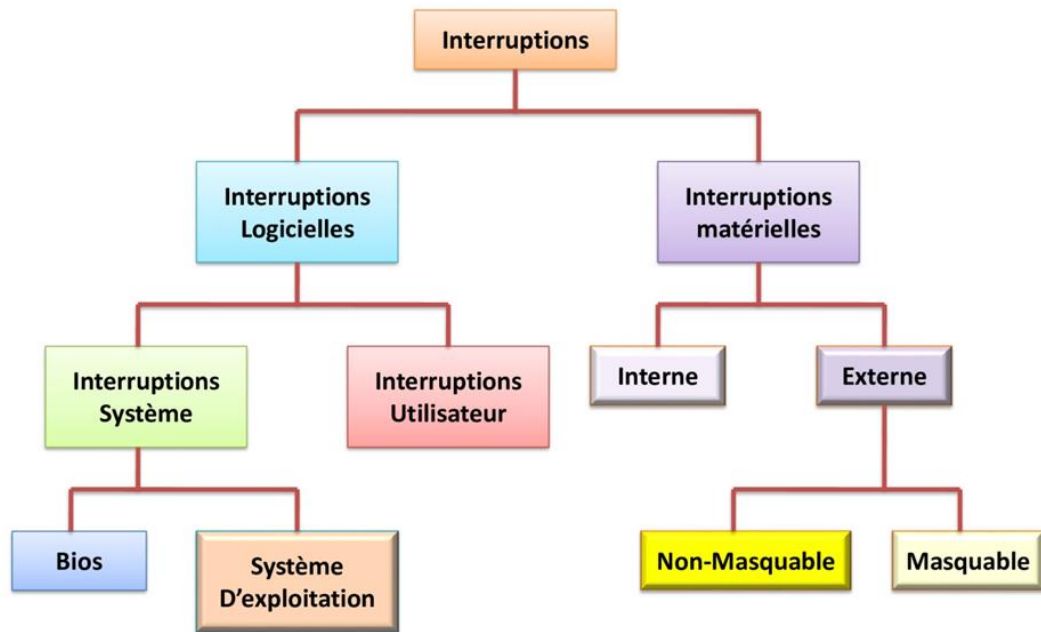 Interruptions
Interruptions
Logicielles
Interruptions
matérielles
Interruptions
Système
Interruptions
Utilisateur
Interne
Externe
Bios
Système
D'exploitation
Non-Masquable
Masquable